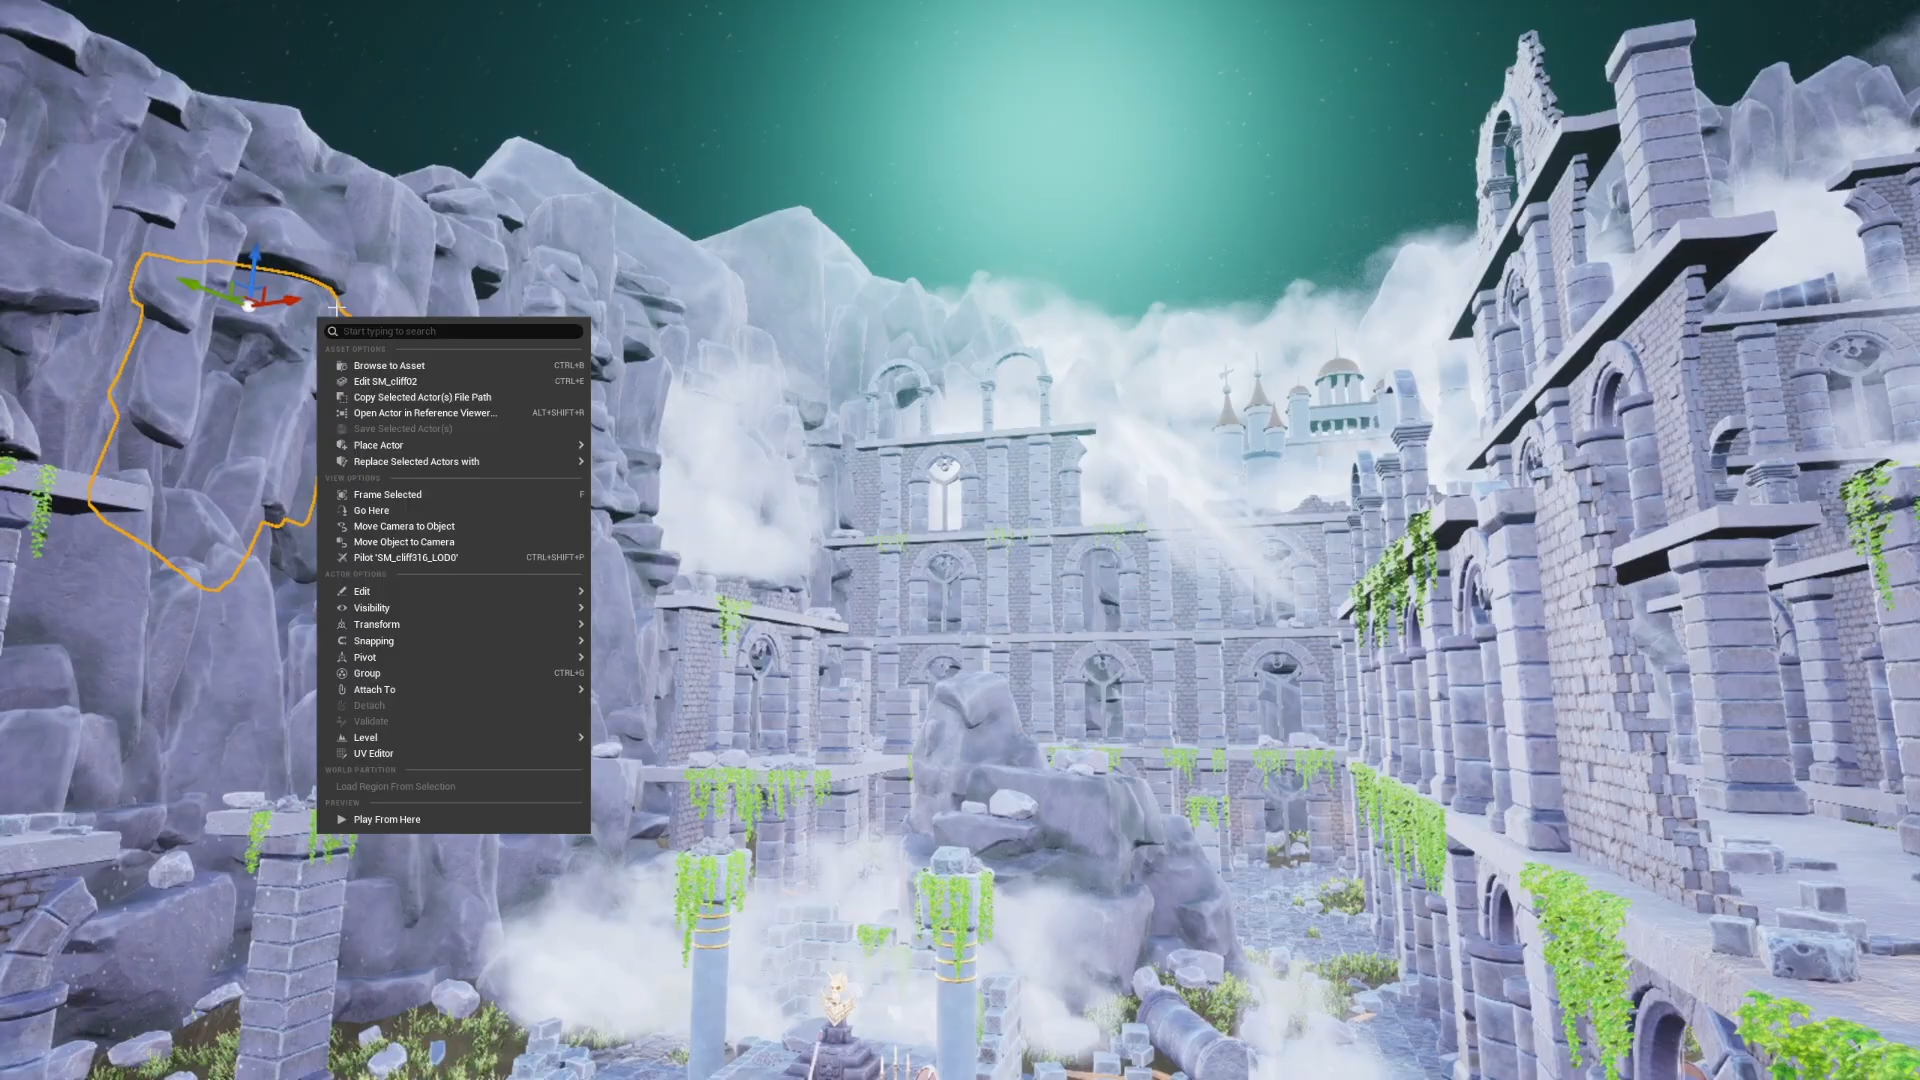 Start typing to search
ASSET OPTIONS
Browse to Asset CTRL+B
Edit SM_cliff02 CTRL+E
Copy Selected Actor(s) File Path
Open Actor in Reference Viewer... ALT+SHIFT+R
Save Selected Actor(s)
Place Actor
Replace Selected Actors with
VIEW OPTIONS
Frame Selected F
Go Here
Move Camera to Object
Move Object to Camera
Pilot 'SM_cliff316_LOD0' CTRL+SHIFT+P
ACTOR OPTIONS
Edit
Visibility
Transform
Snapping
Pivot
Group CTRL+G
Attach To
Detach
Validate
Level
UV Editor
WORLD PARTITION
Load Region From Selection
PREVIEW
Play From Here